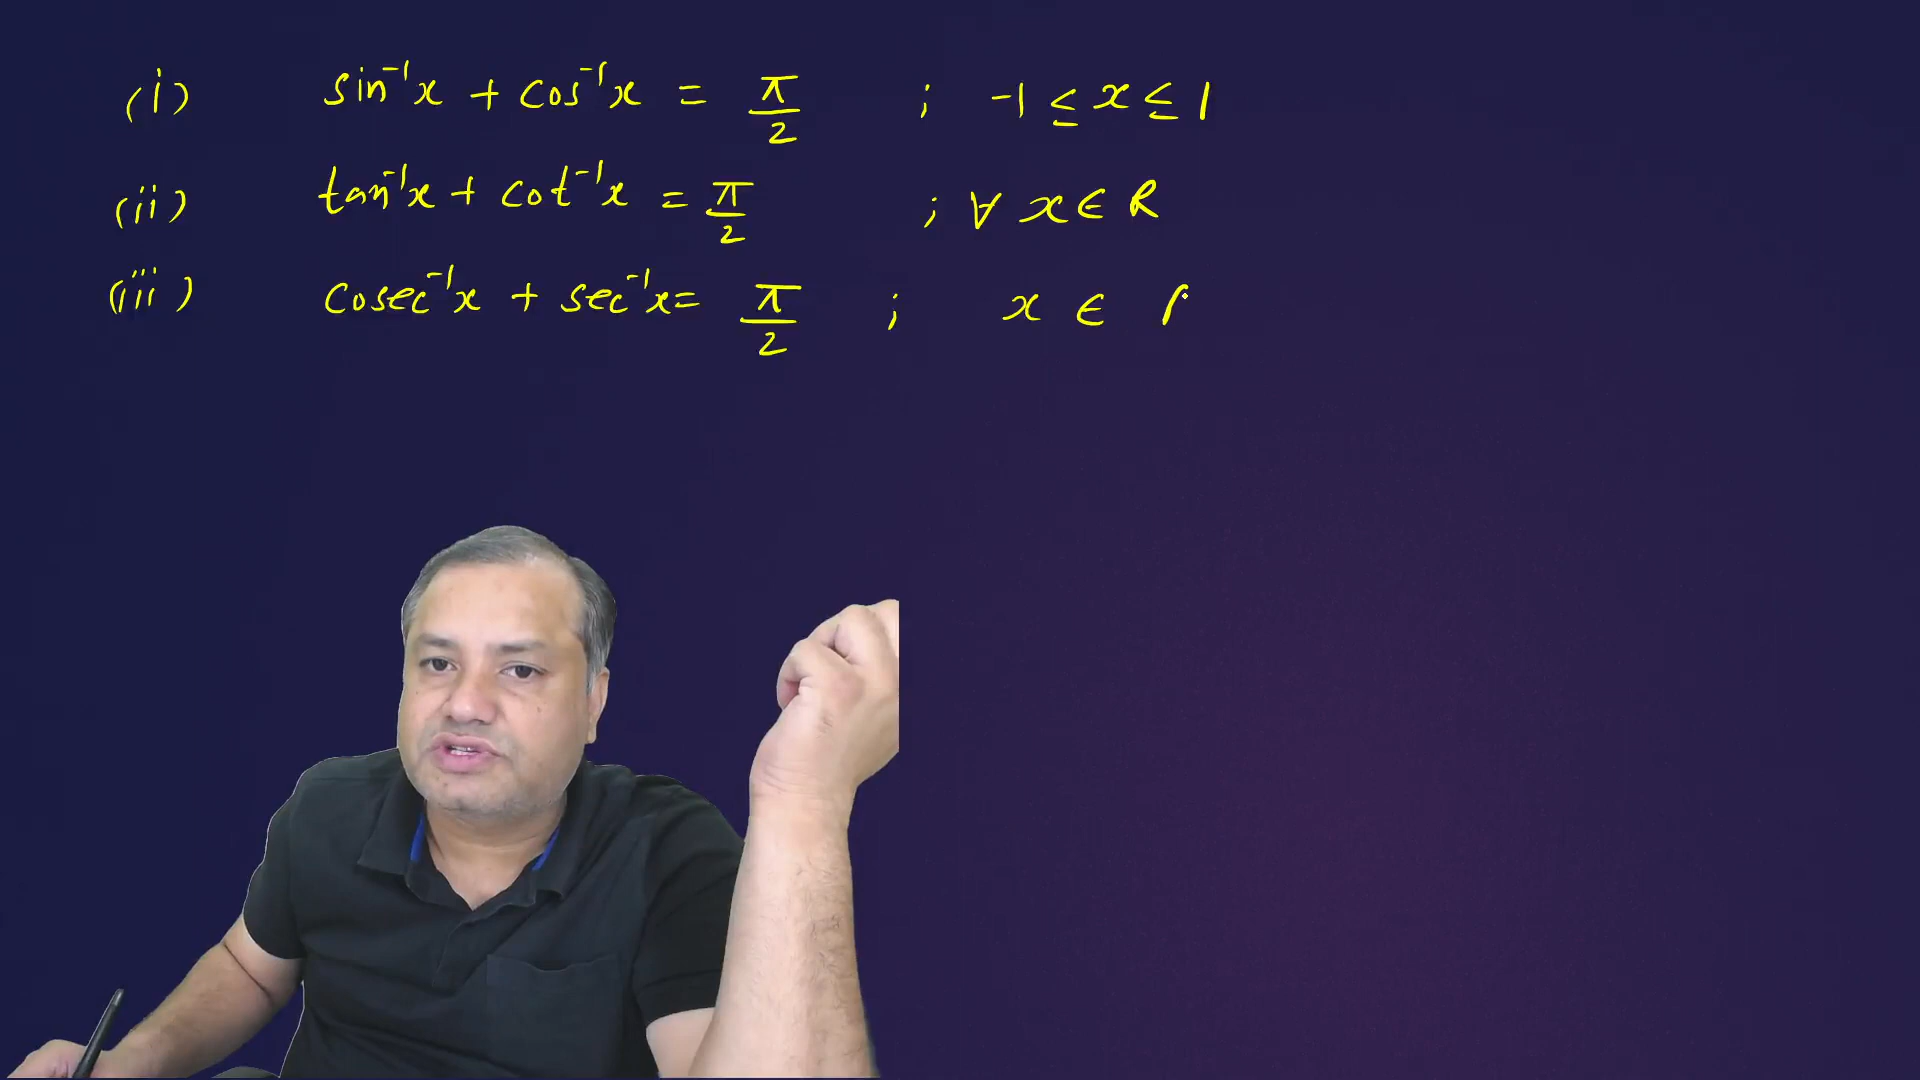 (i) sin⁻¹x + cos⁻¹x = π/2 ; -1 ≤ x ≤ 1
(ii) tan⁻¹x + cot⁻¹x = π/2 ; ∀ x ∈ R
(iii) cosec⁻¹x + sec⁻¹x = π/2 ; x ∈